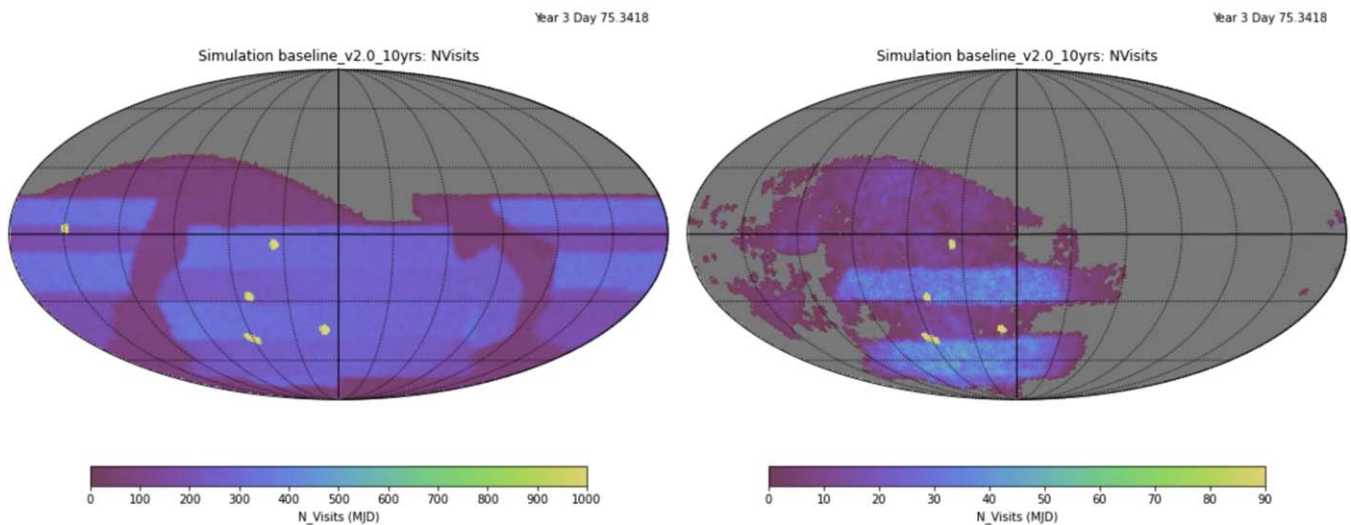 Year 3 Day 75.3418
Simulation baseline_v2.0_10yrs: NVisits
0 100 200 300 400 500 600 700 800 900 1000
N_Visits (MJD)
Year 3 Day 75.3418
Simulation baseline_v2.0_10yrs: NVisits
0 10 20 30 40 50 60 70 80 90
N_Visits (MJD)